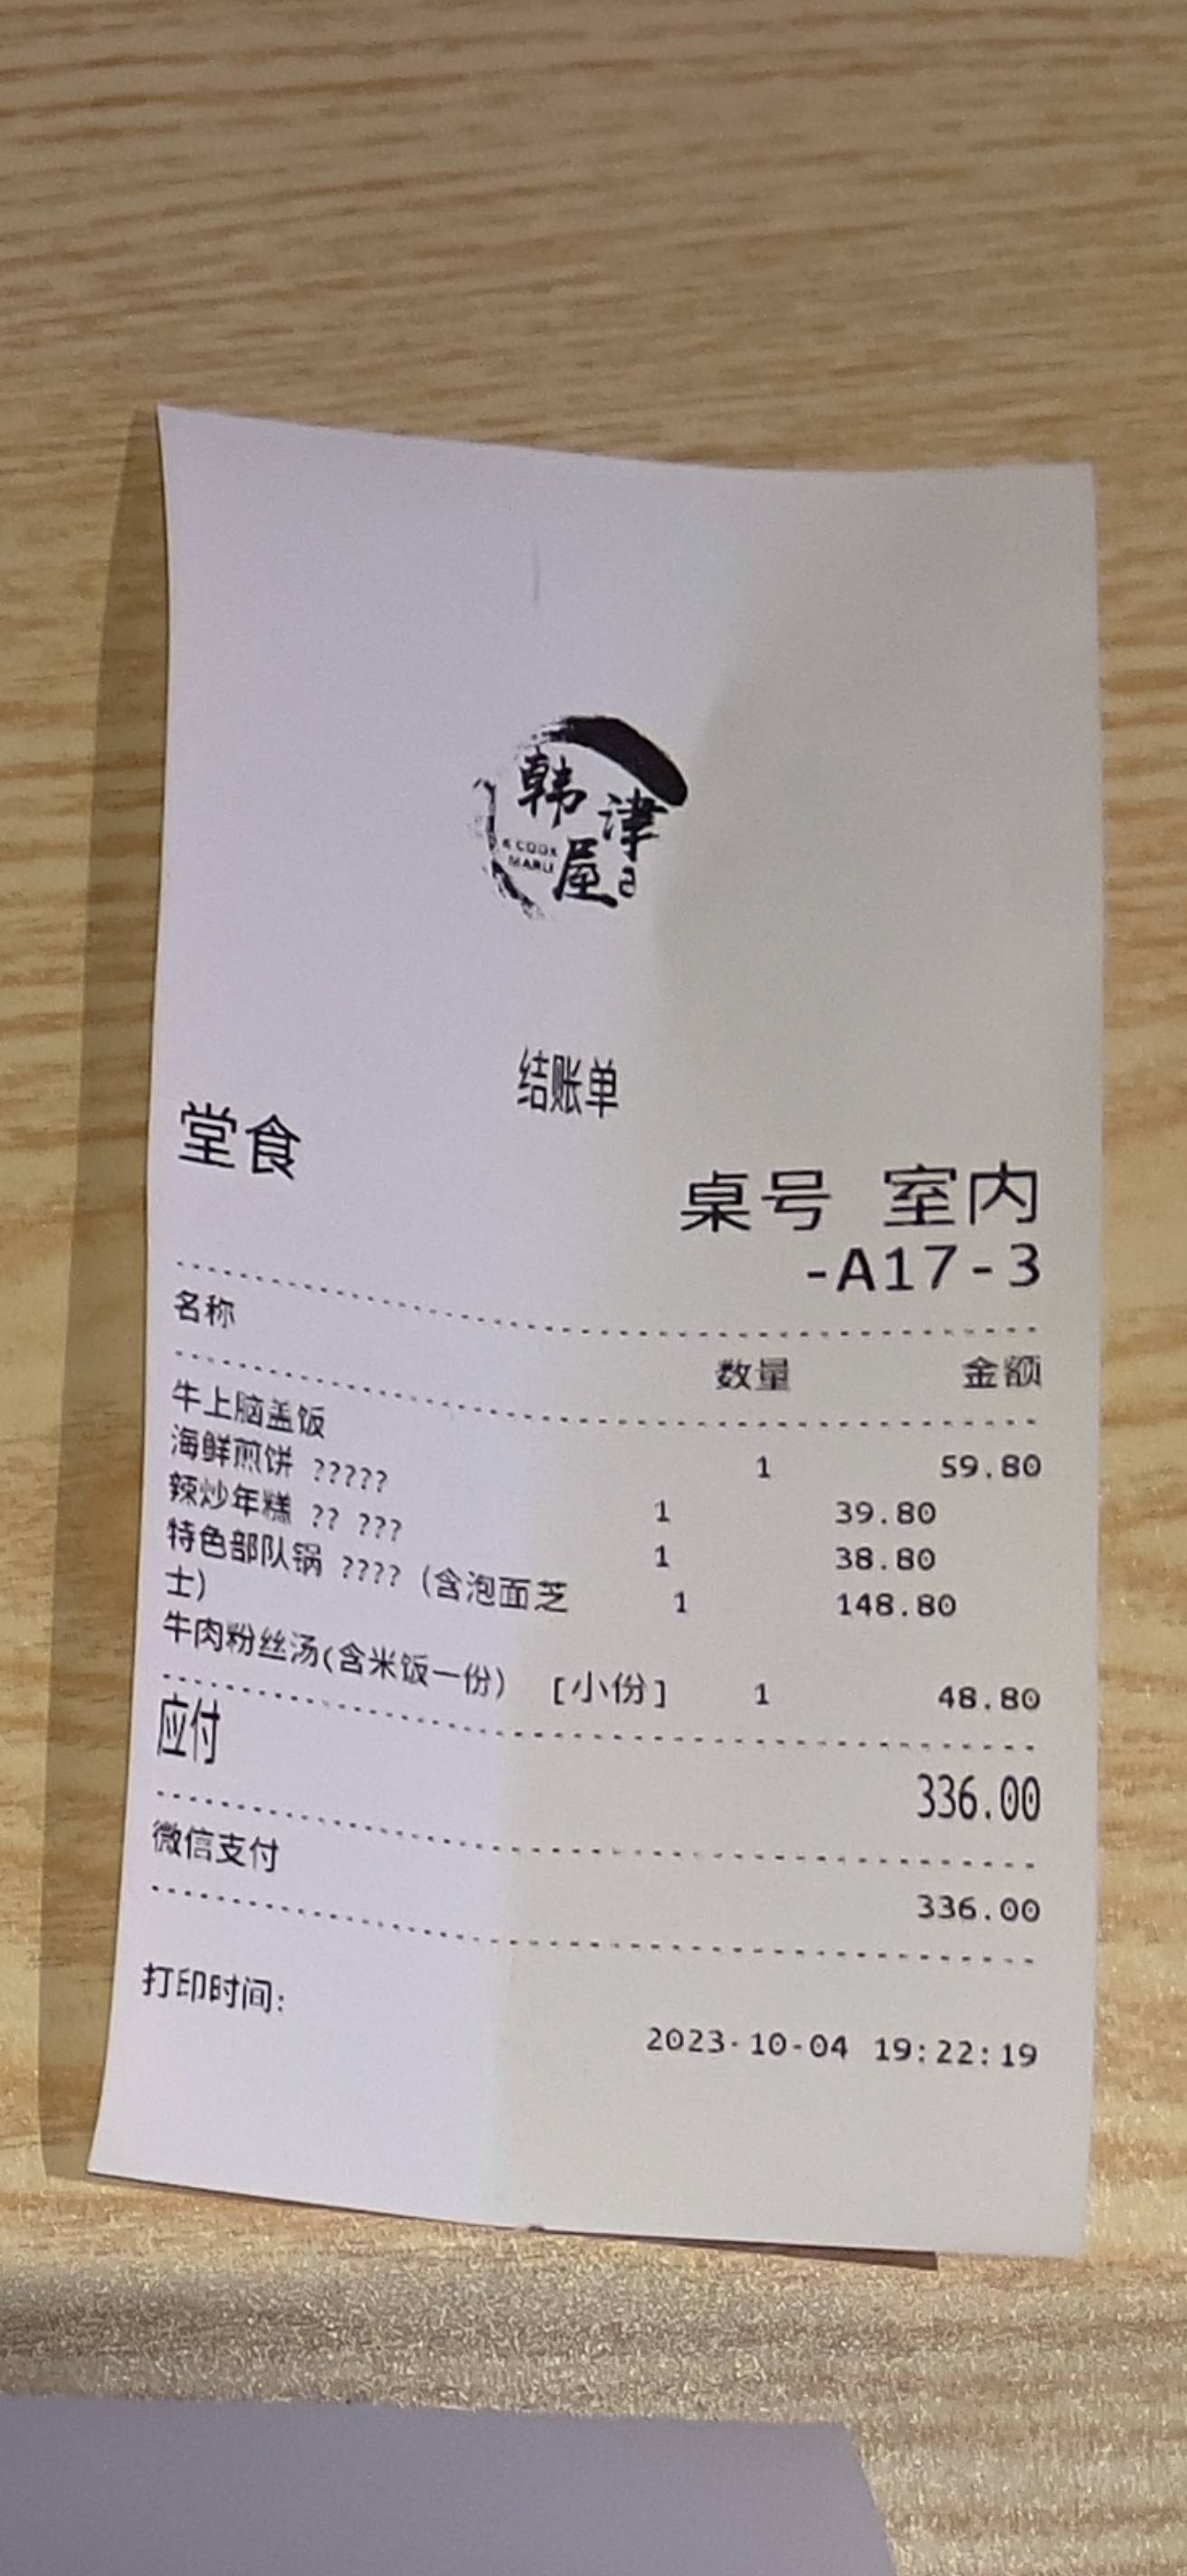 韩津
屋
K COOK
MARU
结账单
堂食
桌号 室内
-A17-3
名称 数量 金额
牛上脑盖饭 1 59.80
海鲜煎饼 ????? 1 39.80
辣炒年糕 ?? ??? 1 38.80
特色部队锅 ???? (含泡面芝 1 148.80
士)
牛肉粉丝汤(含米饭一份) [小份] 1 48.80
应付 336.00
微信支付 336.00
打印时间:
2023-10-04 19:22:19